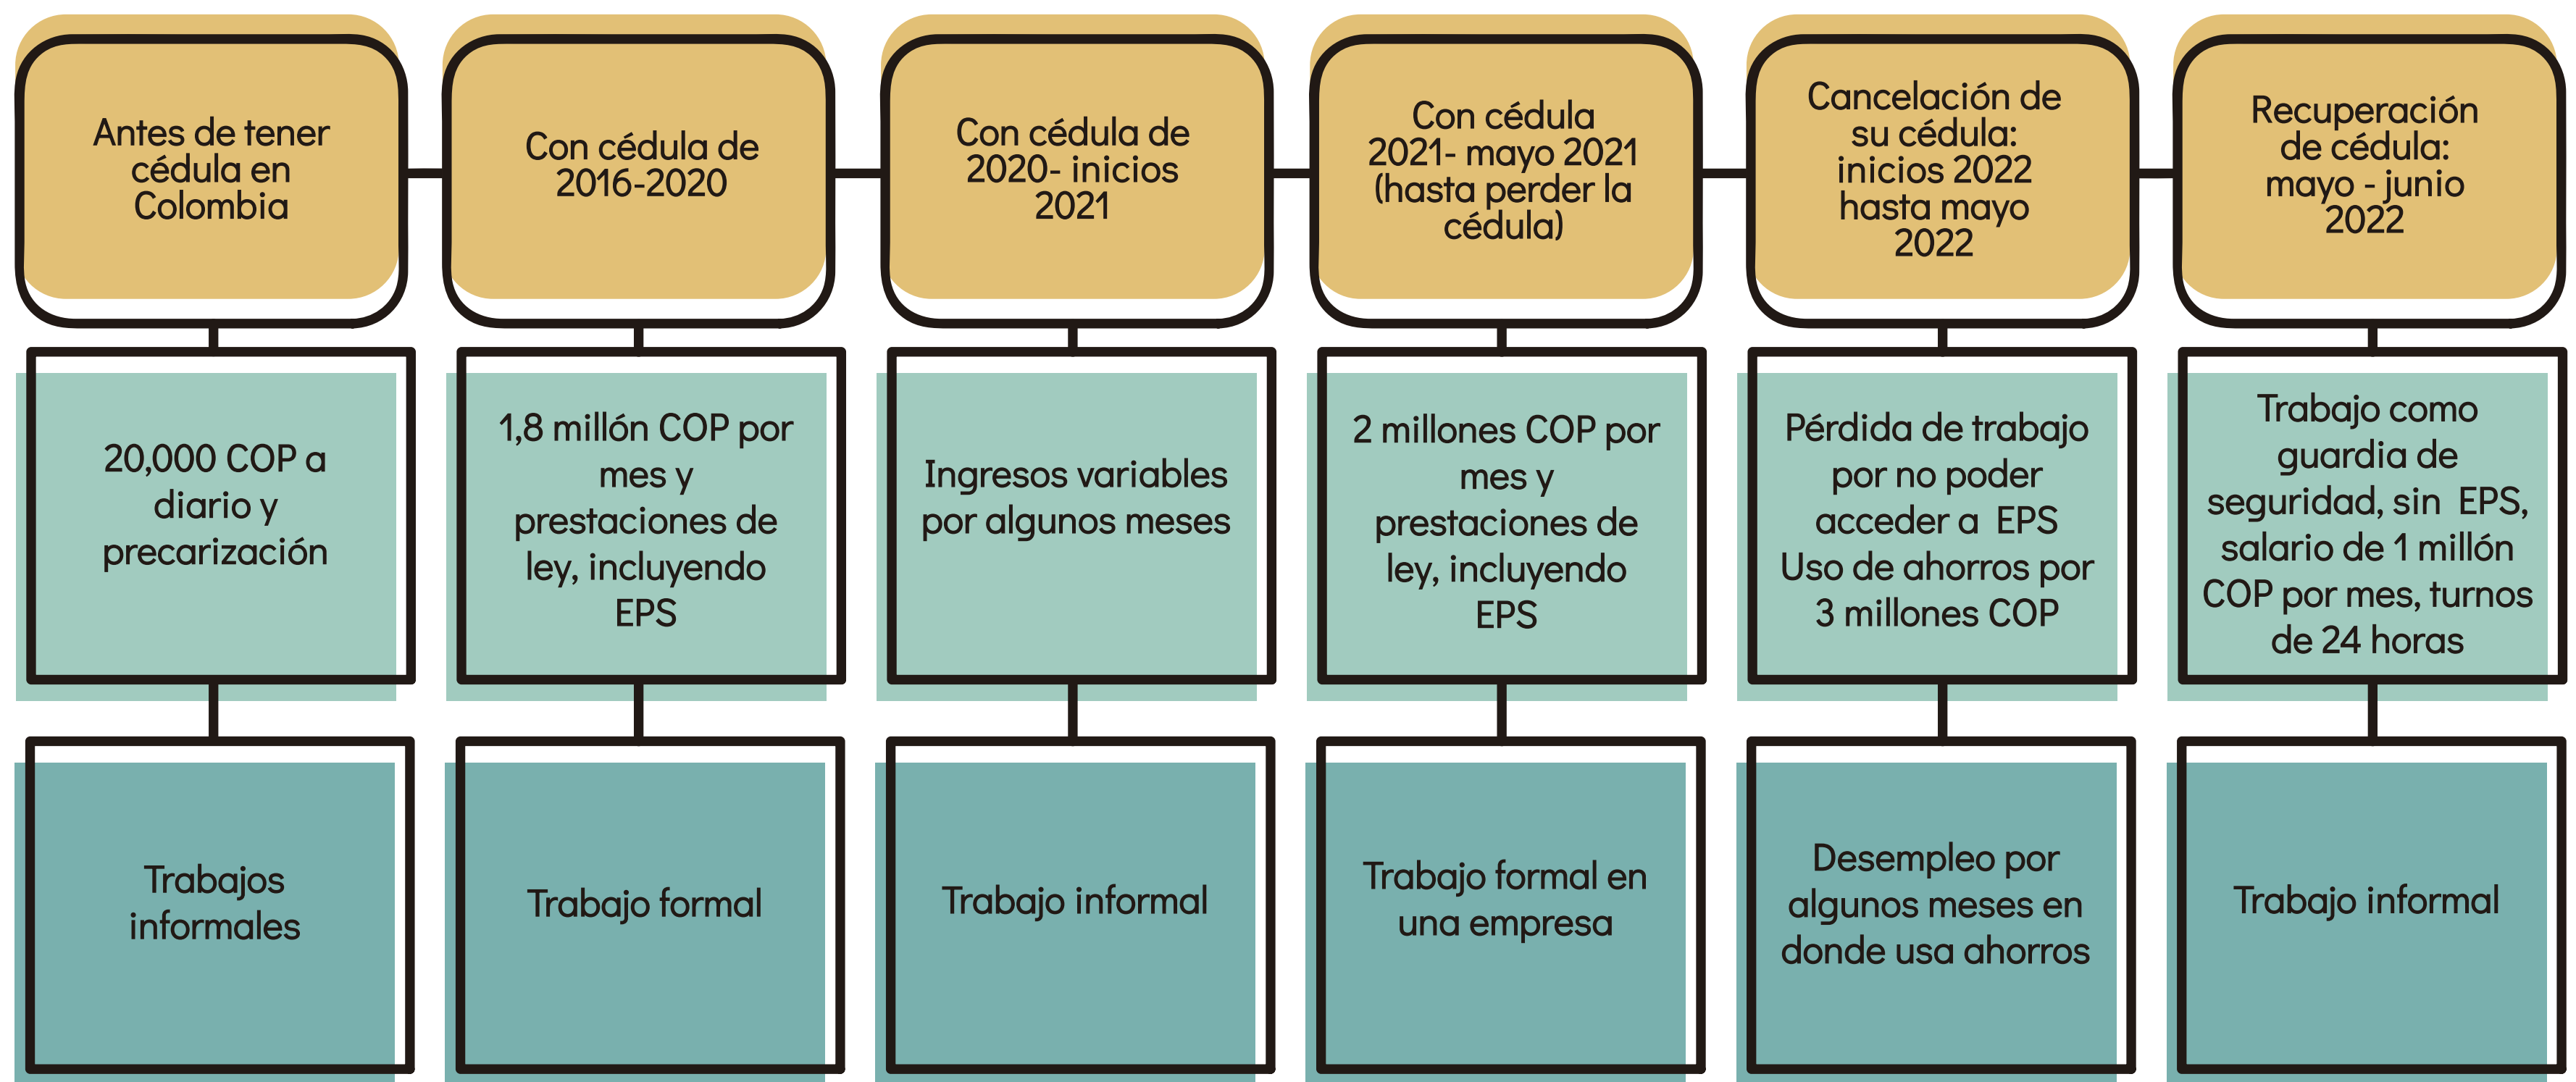 Antes de tener
cédula en
Colombia
Con cédula de
2016-2020
Con cédula de
2020- inicios
2021
Con cédula
2021- mayo 2021
(hasta perder la
cédula)
Cancelación de
su cédula:
inicios 2022
hasta mayo
2022
Recuperación
de cédula:
mayo - junio
2022
20,000 COP a
diario y
precarización
1,8 millón COP por
mes y
prestaciones de
ley, incluyendo
EPS
Ingresos variables
por algunos meses
2 millones COP por
mes y
prestaciones de
ley, incluyendo
EPS
Pérdida de trabajo
por no poder
acceder a EPS
Uso de ahorros por
3 millones COP
Trabajo como
guardia de
seguridad, sin EPS,
salario de 1 millón
COP por mes, turnos
de 24 horas
Trabajos
informales
Trabajo formal
Trabajo informal
Trabajo formal en
una empresa
Desempleo por
algunos meses en
donde usa ahorros
Trabajo informal